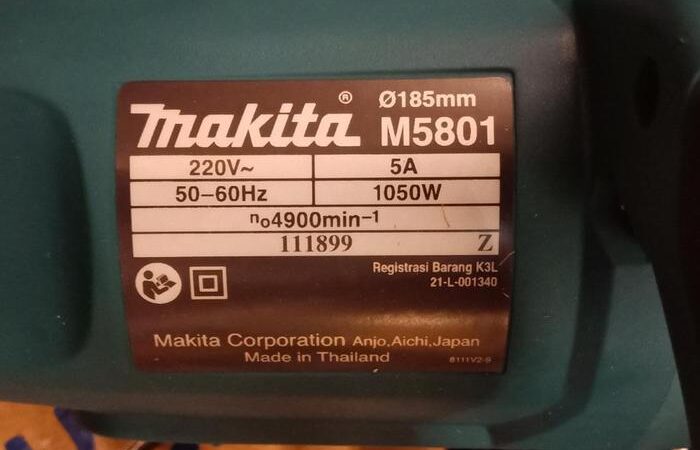 makita® Ø185mm
M5801
220V~ 5A
50–60Hz 1050W
n₀4900min⁻¹
111899 Z
Registrasi Barang K3L
21-L-001340
Makita Corporation Anjo,Aichi,Japan
Made in Thailand 8111V2-9